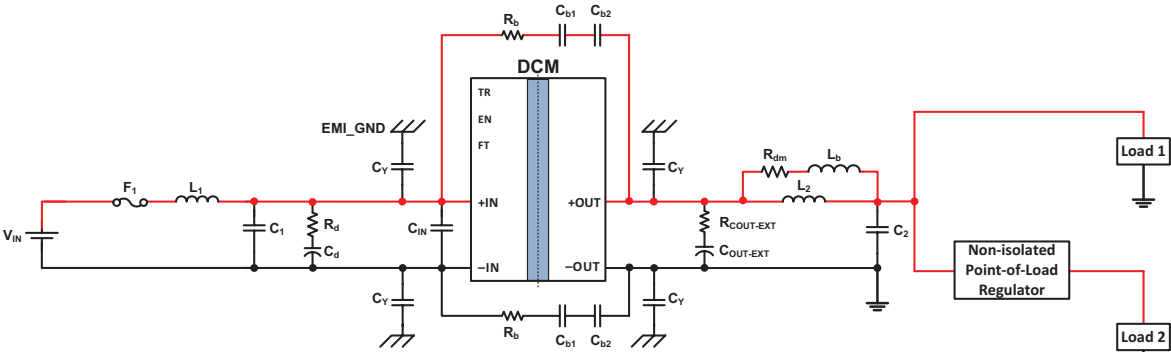 Rb
Cb1
Cb2
DCM
TR
EN
FT
EMI_GND
CY
CY
Rdm
Lb
Load 1
F1
L1
L2
+IN
+OUT
VIN
C1
Rd
Cd
CIN
RCOUT-EXT
COUT-EXT
C2
–IN
–OUT
Non-isolated
Point-of-Load
Regulator
CY
CY
Rb
Cb1
Cb2
Load 2